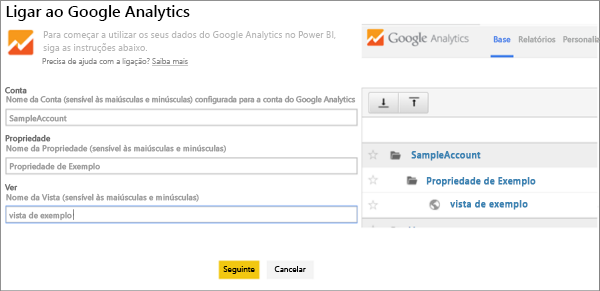 Ligar ao Google Analytics
Para começar a utilizar os seus dados do Google Analytics no Power BI,
siga as instruções abaixo.
Precisa de ajuda com a ligação? Saiba mais
Conta
Nome da Conta (sensível às maiúsculas e minúsculas) configurada para a conta do Google Analytics
SampleAccount
Propriedade
Nome da Propriedade (sensível às maiúsculas e minúsculas)
Propriedade de Exemplo
Ver
Nome da Vista (sensível às maiúsculas e minúsculas)
vista de exemplo
Seguinte Cancelar
Google Analytics
Base Relatórios Personaliza
SampleAccount
Propriedade de Exemplo
vista de exemplo